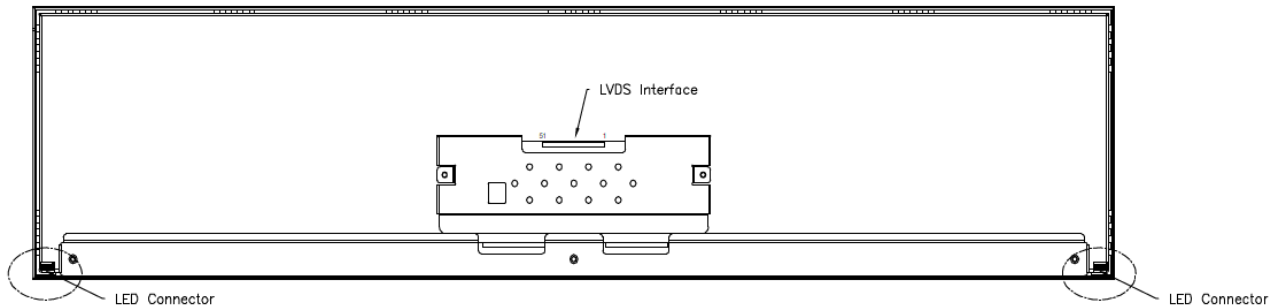 LVDS Interface
51 1
LED Connector
LED Connector